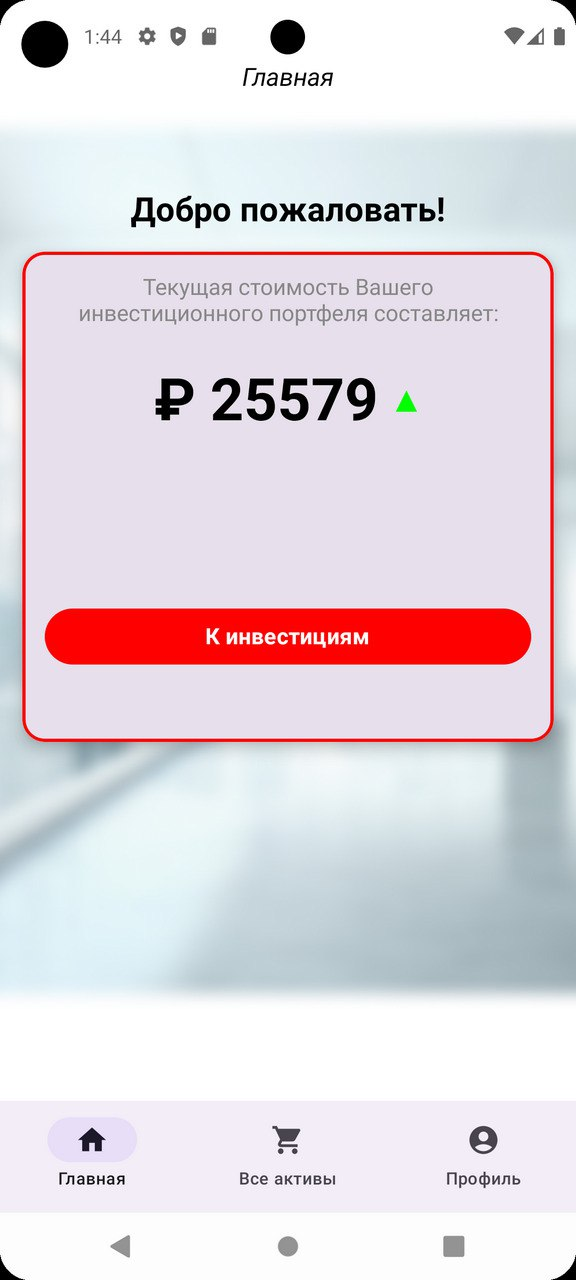 1:44
Главная
Добро пожаловать!
Текущая стоимость Вашего
инвестиционного портфеля составляет:
₽ 25579 ▲
К инвестициям
Главная
Все активы
Профиль